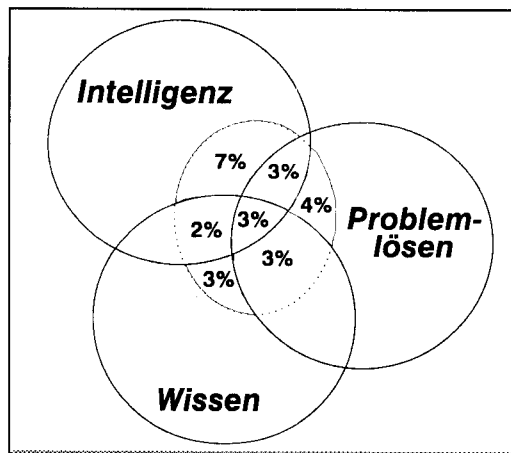 Intelligenz
7%
3%
4%
2%
3%
Problem-
lösen
3%
3%
Wissen